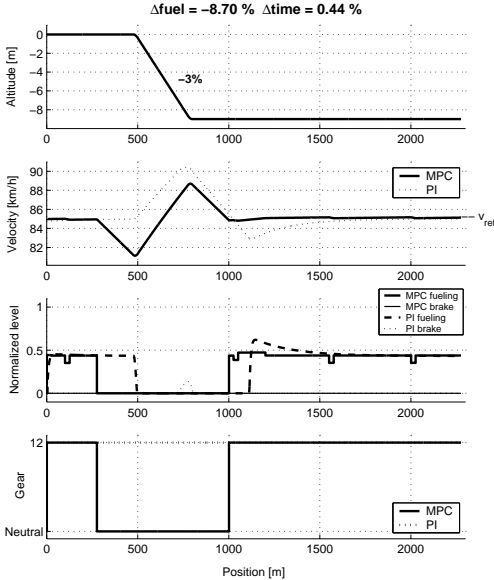 Δfuel = −8.70 % Δtime = 0.44 %
Altitude [m]
0
−2
−4
−6
−8
−3%
0 500 1000 1500 2000
Velocity [km/h]
90
88
86
84
82
MPC
PI
v_ref
0 500 1000 1500 2000
Normalized level
1
0.5
0
MPC fueling
MPC brake
PI fueling
PI brake
0 500 1000 1500 2000
Gear
12
Neutral
MPC
PI
0 500 1000 1500 2000
Position [m]